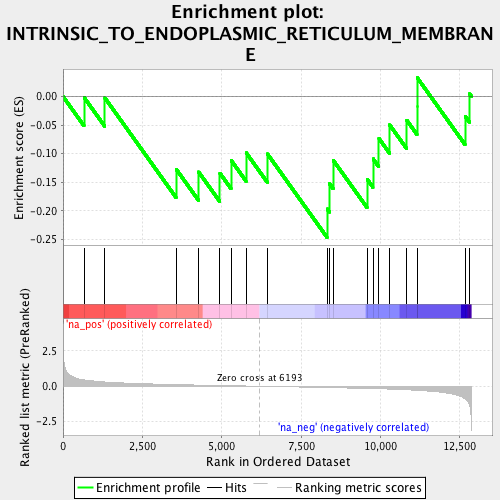 Enrichment plot:
INTRINSIC_TO_ENDOPLASMIC_RETICULUM_MEMBRAN
E
Enrichment score (ES)
0.00
-0.05
-0.10
-0.15
-0.20
-0.25
'na_pos' (positively correlated)
Ranked list metric (PreRanked)
2.5
0.0
-2.5
Zero cross at 6193
'na_neg' (negatively correlated)
0
2,500
5,000
7,500
10,000
12,500
Rank in Ordered Dataset
Enrichment profile
Hits
Ranking metric scores